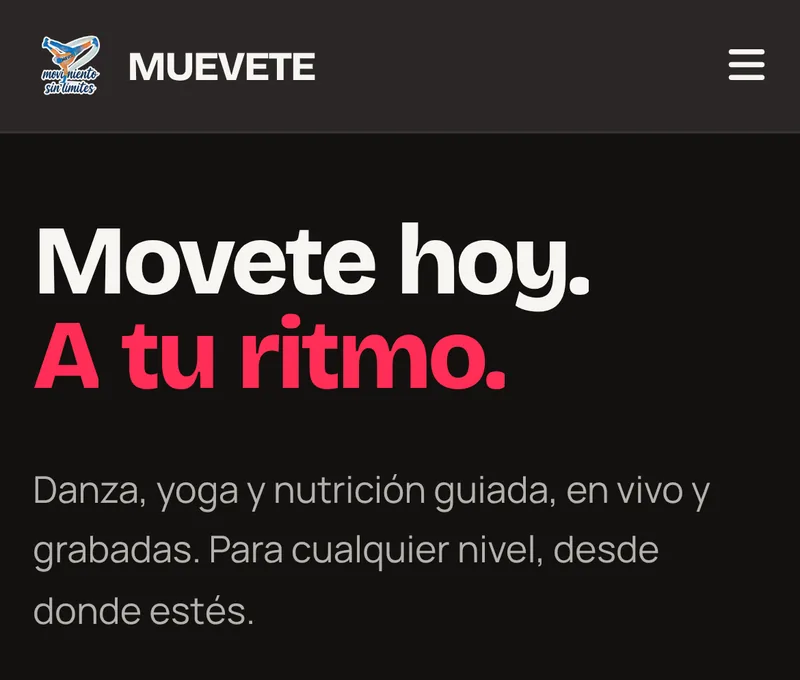 movimiento
sin limites
MUEVETE
Movete hoy.
A tu ritmo.
Danza, yoga y nutrición guiada, en vivo y
grabadas. Para cualquier nivel, desde
donde estés.